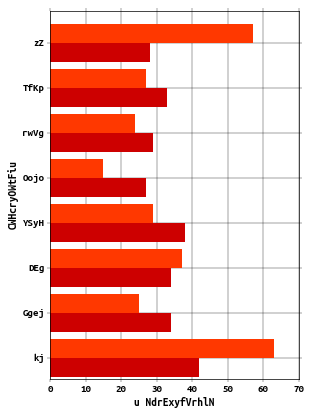 zZ
TfKp
rwVg
Oojo
YSyH
DEg
Ggej
kj
CWHcryOWtFiu
0 10 20 30 40 50 60 70
u NdrExyfVrhlN